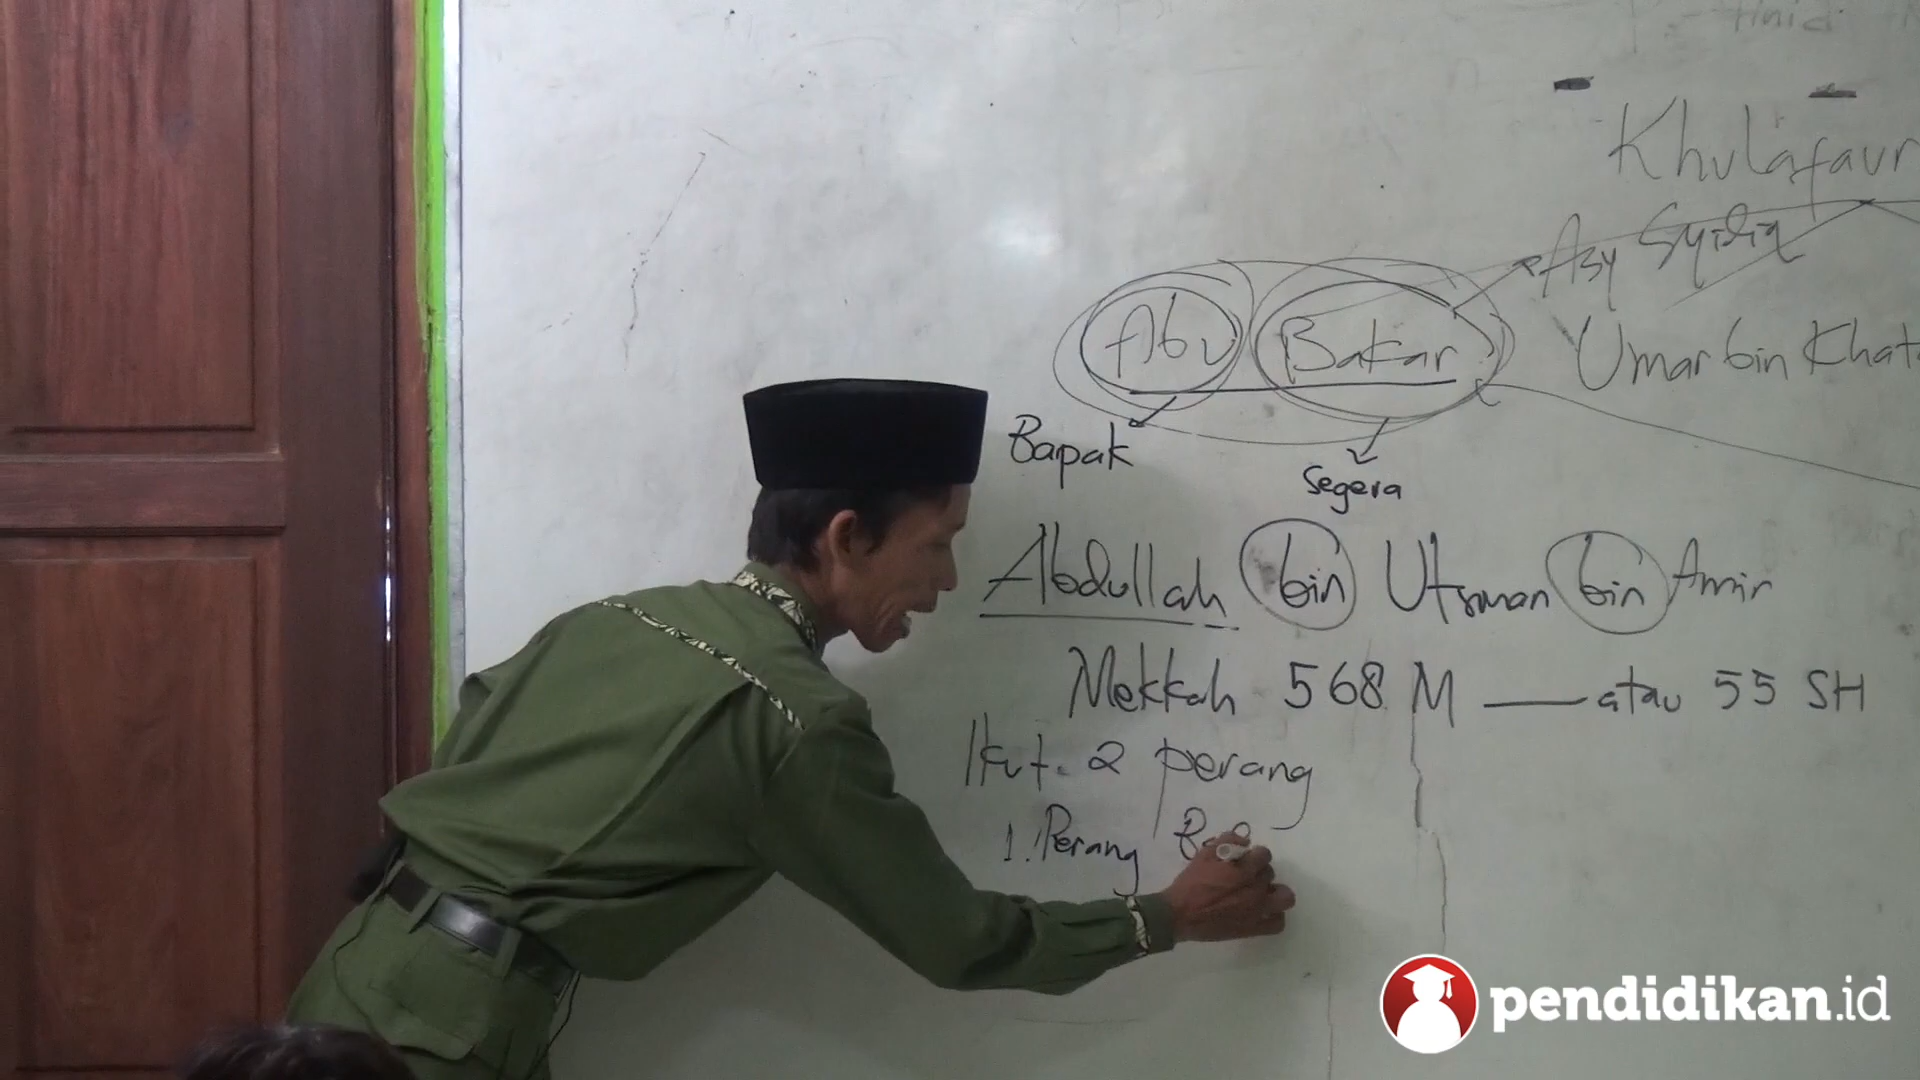 Khulafaur
Asy Syidiq
Abu Bakar
Umar bin Khat
Bapak
Segera
Abdullah bin Utsman bin Amir
Mekkah 568 M — atau 55 SH
Ikut 2 perang
1. Perang
pendidikan.id